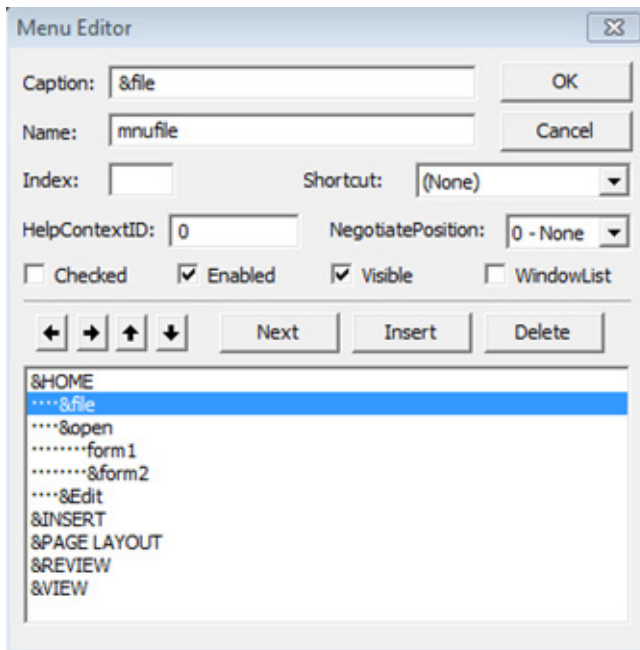 Menu Editor
Caption: &file OK
Name: mnufile Cancel
Index: Shortcut: (None)
HelpContextID: 0 NegotiatePosition: 0 - None
Checked Enabled Visible WindowList
Next Insert Delete
&HOME
····&file
····&open
········form1
········&form2
····&Edit
&INSERT
&PAGE LAYOUT
&REVIEW
&VIEW